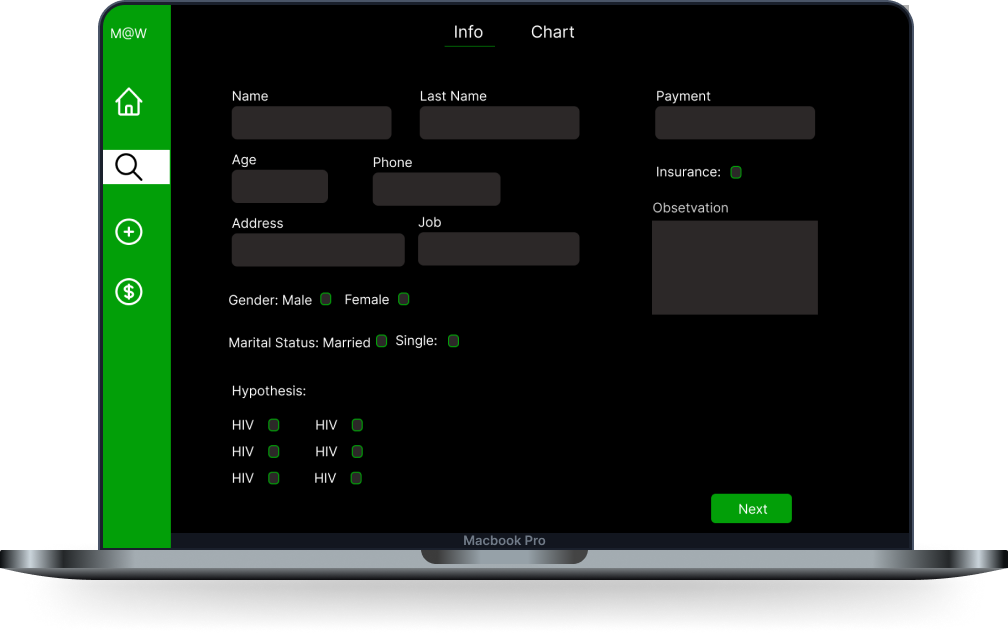 M@W
Info Chart
Name Last Name Payment
Age Phone
Insurance:
Obsetvation
Address Job
Gender: Male Female
Marital Status: Married Single:
Hypothesis:
HIV HIV
HIV HIV
HIV HIV
Next
Macbook Pro